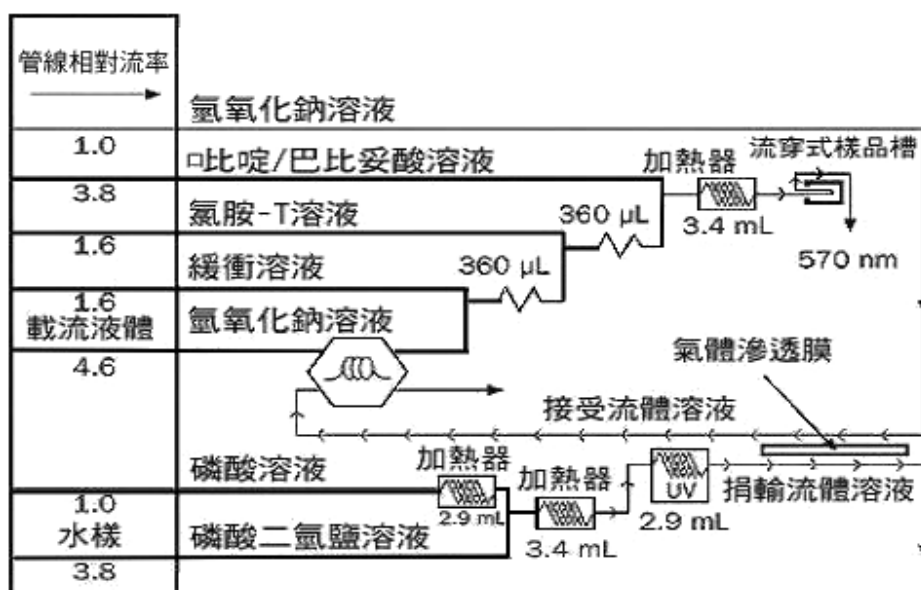 管線相對流率
氫氧化鈉溶液
1.0
吡啶/巴比妥酸溶液
加熱器
流穿式樣品槽
3.8
氯胺-T溶液
360 μL
3.4 mL
570 nm
1.6
緩衝溶液
360 μL
1.6
載流液體
氫氧化鈉溶液
4.6
氣體滲透膜
接受流體溶液
磷酸溶液
加熱器
加熱器
UV
捐輸流體溶液
1.0
2.9 mL
2.9 mL
水樣
磷酸二氫鹽溶液
3.4 mL
3.8